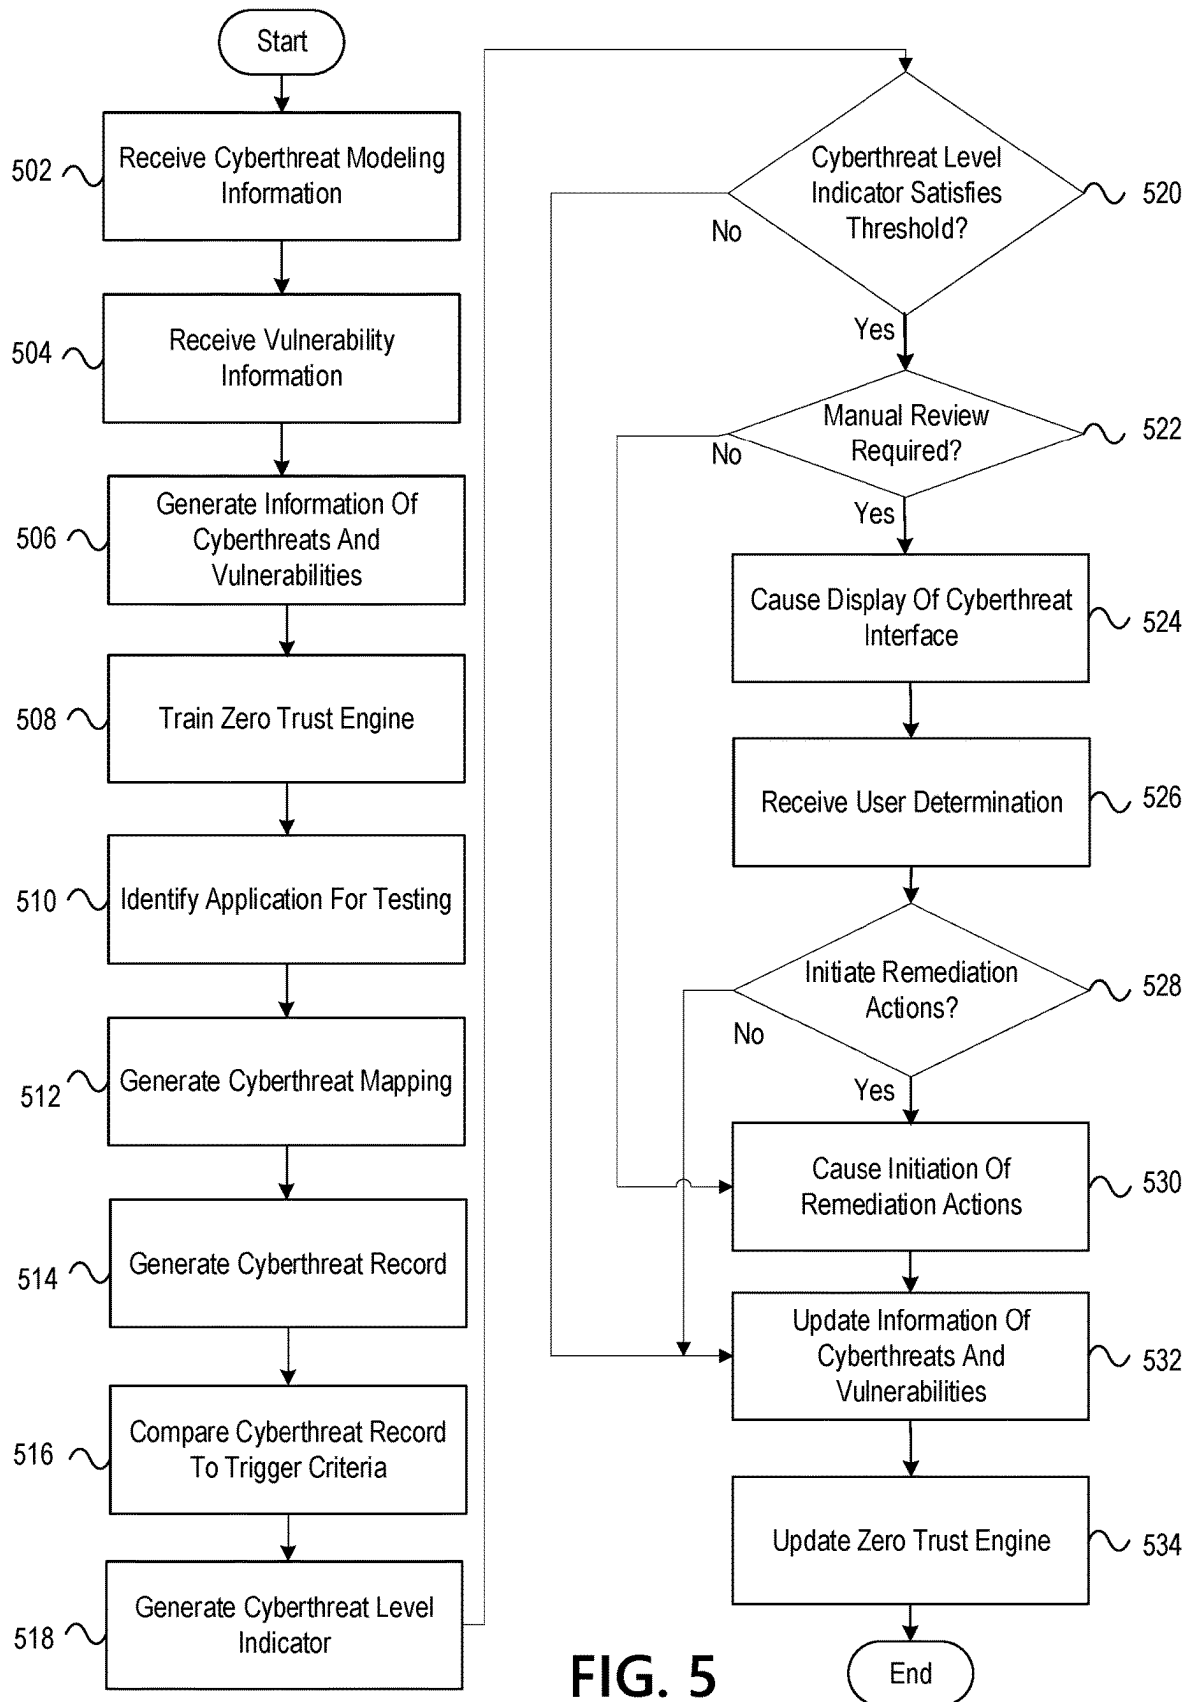 Start
502
Receive Cyberthreat Modeling
Information
504
Receive Vulnerability
Information
506
Generate Information Of
Cyberthreats And
Vulnerabilities
508
Train Zero Trust Engine
510
Identify Application For Testing
512
Generate Cyberthreat Mapping
514
Generate Cyberthreat Record
516
Compare Cyberthreat Record
To Trigger Criteria
518
Generate Cyberthreat Level
Indicator
Cyberthreat Level
Indicator Satisfies
Threshold?
520
No
Yes
Manual Review
Required?
522
No
Yes
Cause Display Of Cyberthreat
Interface
524
Receive User Determination
526
Initiate Remediation
Actions?
528
No
Yes
Cause Initiation Of
Remediation Actions
530
Update Information Of
Cyberthreats And
Vulnerabilities
532
Update Zero Trust Engine
534
End
FIG. 5